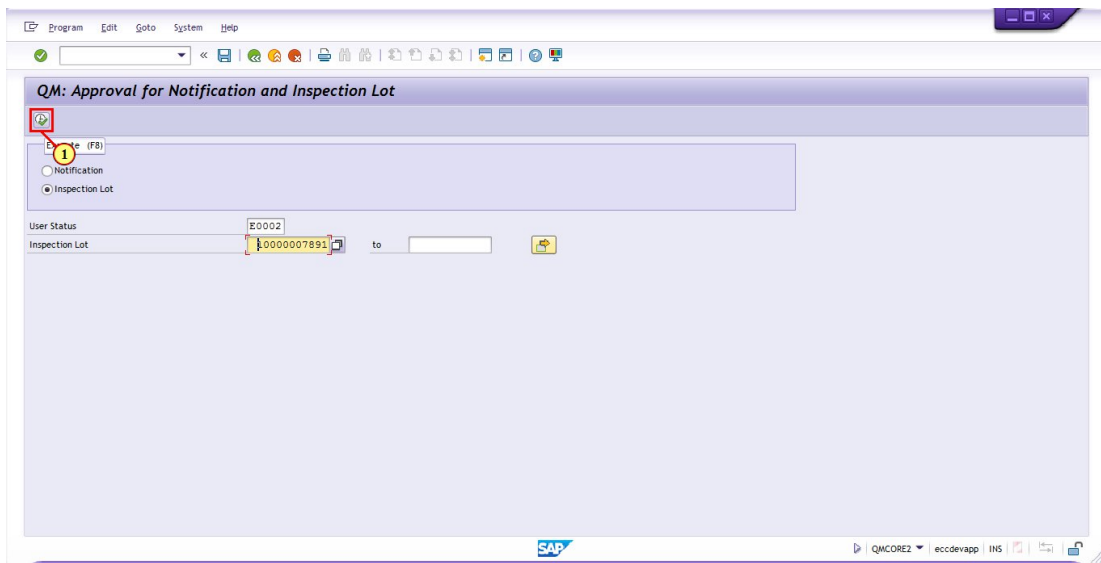 Program Edit Goto System Help
QM: Approval for Notification and Inspection Lot
(F8)
1
Notification
Inspection Lot
User Status E0002
Inspection Lot 10000007891 to
SAP QMCORE2 eccdevapp INS